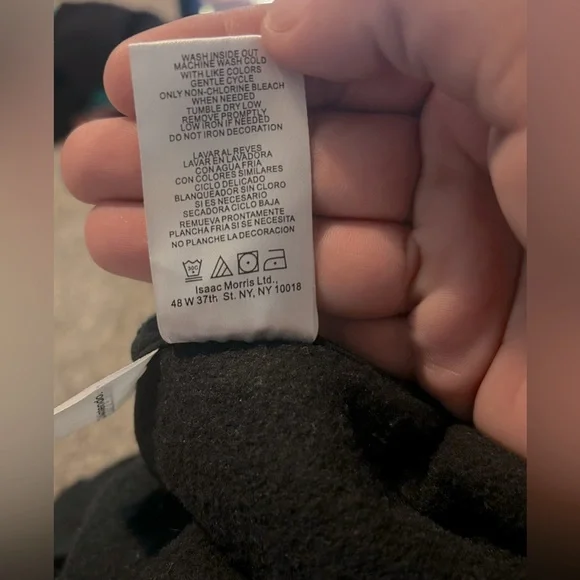 WASH INSIDE OUT
MACHINE WASH COLD
WITH LIKE COLORS
GENTLE CYCLE
ONLY NON-CHLORINE BLEACH
WHEN NEEDED
TUMBLE DRY LOW
REMOVE PROMPTLY
LOW IRON IF NEEDED
DO NOT IRON DECORATION
LAVAR AL REVES
LAVAR EN LAVADORA
CON AGUA FRIA
CON COLORES SIMILARES
CICLO DELICADO
BLANQUEADOR SIN CLORO
SI ES NECESARIO
SECADORA CICLO BAJA
REMUEVA PRONTAMENTE
PLANCHA FRIA SI SE NECESITA
NO PLANCHE LA DECORACION
30C
Isaac Morris Ltd.,
48 W 37th St. NY, NY 10018